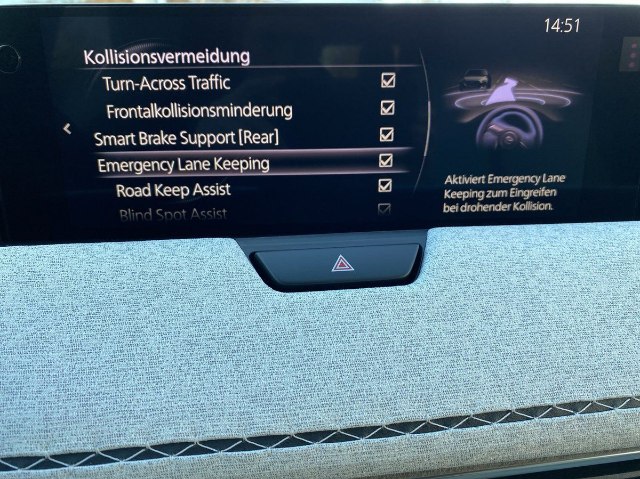 14:51
Kollisionsvermeidung
Turn-Across Traffic
Frontalkollisionsminderung
Smart Brake Support [Rear]
Emergency Lane Keeping
Road Keep Assist
Blind Spot Assist
Aktiviert Emergency Lane
Keeping zum Eingreifen
bei drohender Kollision.